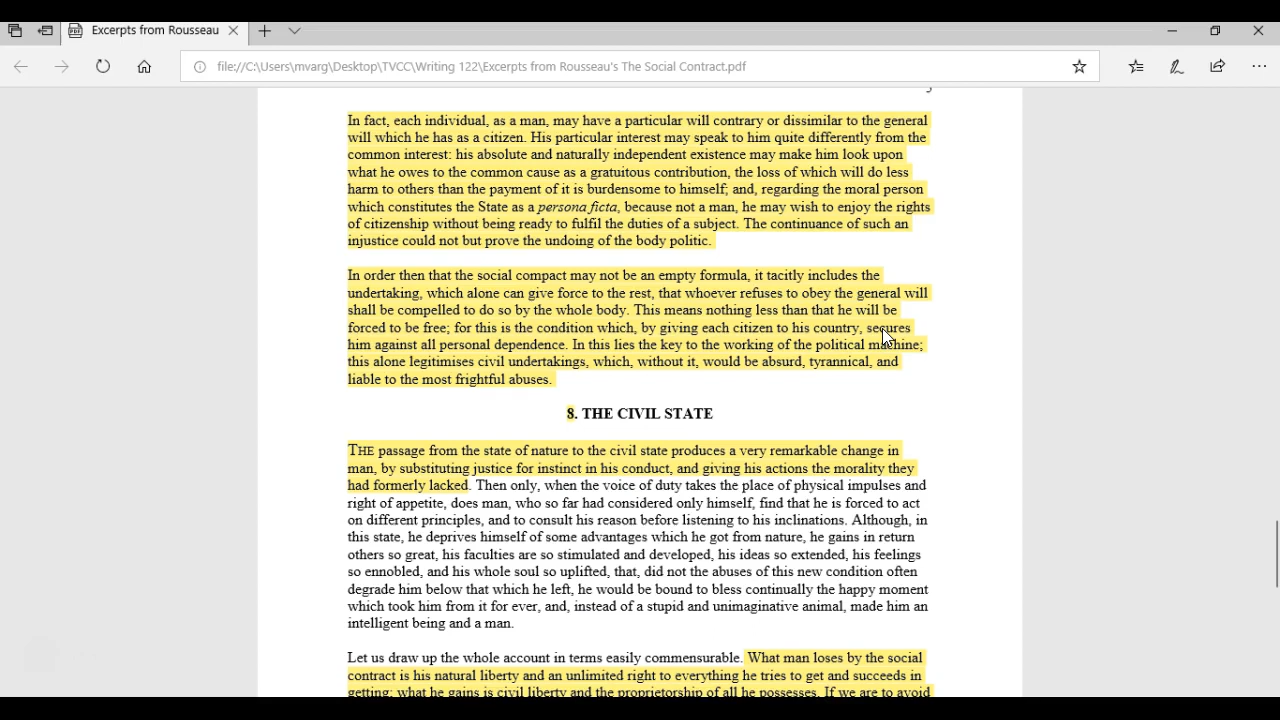 Excerpts from Rousseau
file://C:\Users\mvarg\Desktop\TVCC\Writing 122\Excerpts from Rousseau's The Social Contract.pdf
In fact, each individual, as a man, may have a particular will contrary or dissimilar to the general
will which he has as a citizen. His particular interest may speak to him quite differently from the
common interest: his absolute and naturally independent existence may make him look upon
what he owes to the common cause as a gratuitous contribution, the loss of which will do less
harm to others than the payment of it is burdensome to himself; and, regarding the moral person
which constitutes the State as a persona ficta, because not a man, he may wish to enjoy the rights
of citizenship without being ready to fulfil the duties of a subject. The continuance of such an
injustice could not but prove the undoing of the body politic.
In order then that the social compact may not be an empty formula, it tacitly includes the
undertaking, which alone can give force to the rest, that whoever refuses to obey the general will
shall be compelled to do so by the whole body. This means nothing less than that he will be
forced to be free; for this is the condition which, by giving each citizen to his country, secures
him against all personal dependence. In this lies the key to the working of the political machine;
this alone legitimises civil undertakings, which, without it, would be absurd, tyrannical, and
liable to the most frightful abuses.
8. THE CIVIL STATE
THE passage from the state of nature to the civil state produces a very remarkable change in
man, by substituting justice for instinct in his conduct, and giving his actions the morality they
had formerly lacked. Then only, when the voice of duty takes the place of physical impulses and
right of appetite, does man, who so far had considered only himself, find that he is forced to act
on different principles, and to consult his reason before listening to his inclinations. Although, in
this state, he deprives himself of some advantages which he got from nature, he gains in return
others so great, his faculties are so stimulated and developed, his ideas so extended, his feelings
so ennobled, and his whole soul so uplifted, that, did not the abuses of this new condition often
degrade him below that which he left, he would be bound to bless continually the happy moment
which took him from it for ever, and, instead of a stupid and unimaginative animal, made him an
intelligent being and a man.
Let us draw up the whole account in terms easily commensurable. What man loses by the social
contract is his natural liberty and an unlimited right to everything he tries to get and succeeds in
getting; what he gains is civil liberty and the proprietorship of all he possesses. If we are to avoid